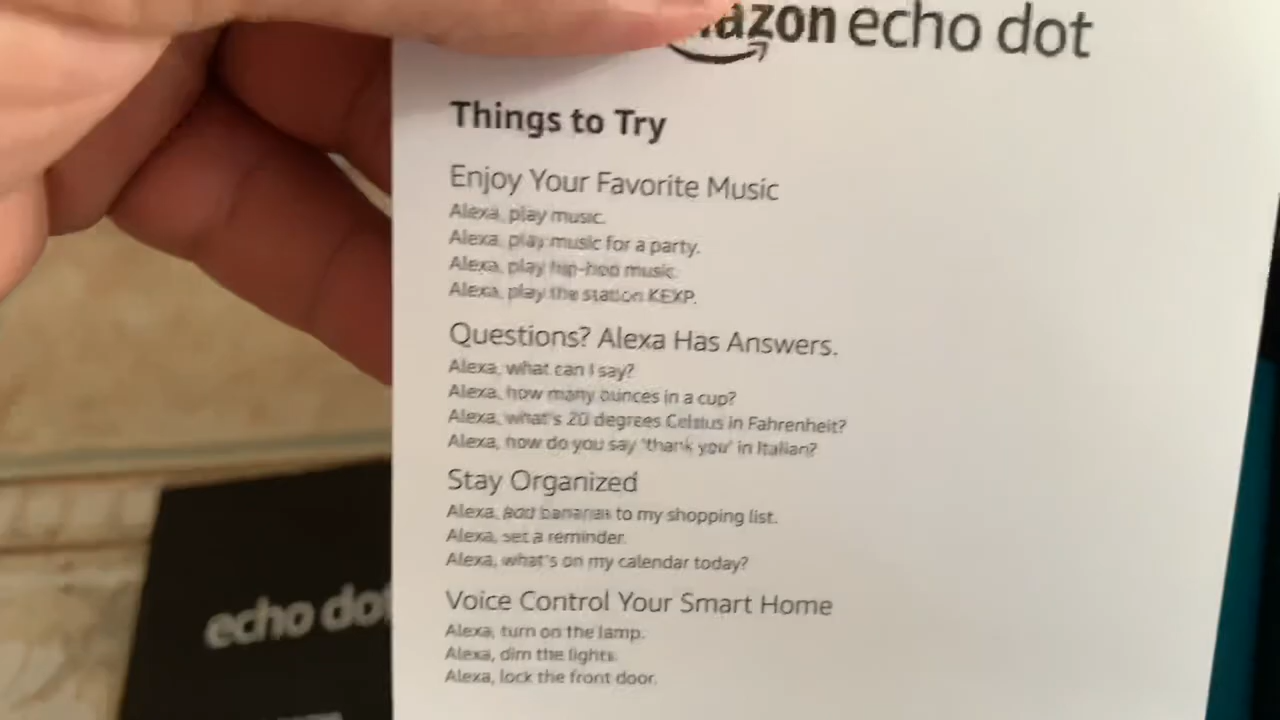 amazon echo dot
Things to Try
Enjoy Your Favorite Music
Alexa, play music.
Alexa, play music for a party.
Alexa, play hip-hop music.
Alexa, play the station KEXP.
Questions? Alexa Has Answers.
Alexa, what can I say?
Alexa, how many ounces in a cup?
Alexa, what's 20 degrees Celsius in Fahrenheit?
Alexa, how do you say 'thank you' in Italian?
Stay Organized
Alexa, add bananas to my shopping list.
Alexa, set a reminder.
Alexa, what's on my calendar today?
Voice Control Your Smart Home
Alexa, turn on the lamp.
Alexa, dim the lights.
Alexa, lock the front door.
echo dot